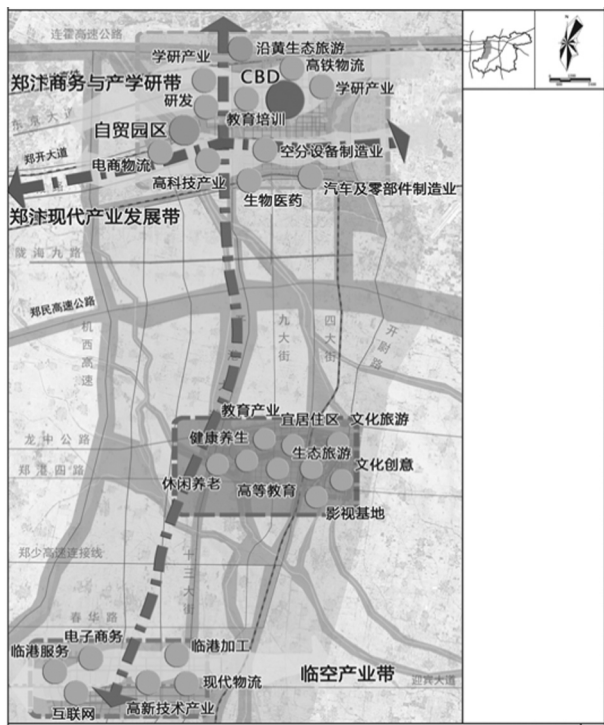 连霍高速公路
沿黄生态旅游
学研产业
高铁物流
CBD
郑汴商务与产学研带
学研产业
研发
东京大道
教育培训
自贸园区
郑开大道
空分设备制造业
电商物流
高科技产业
汽车及零部件制造业
生物医药
郑汴现代产业发展带
陇海九路
郑民高速公路
机西高速
九大街
四大街
开尉路
教育产业
宜居住区
文化旅游
健康养生
龙中公路
生态旅游
文化创意
郑港四路
休闲养老
高等教育
影视基地
郑少高速连接线
十三大街
春华路
电子商务
临港加工
临港服务
临空产业带
现代物流
迎宾大道
互联网
高新技术产业